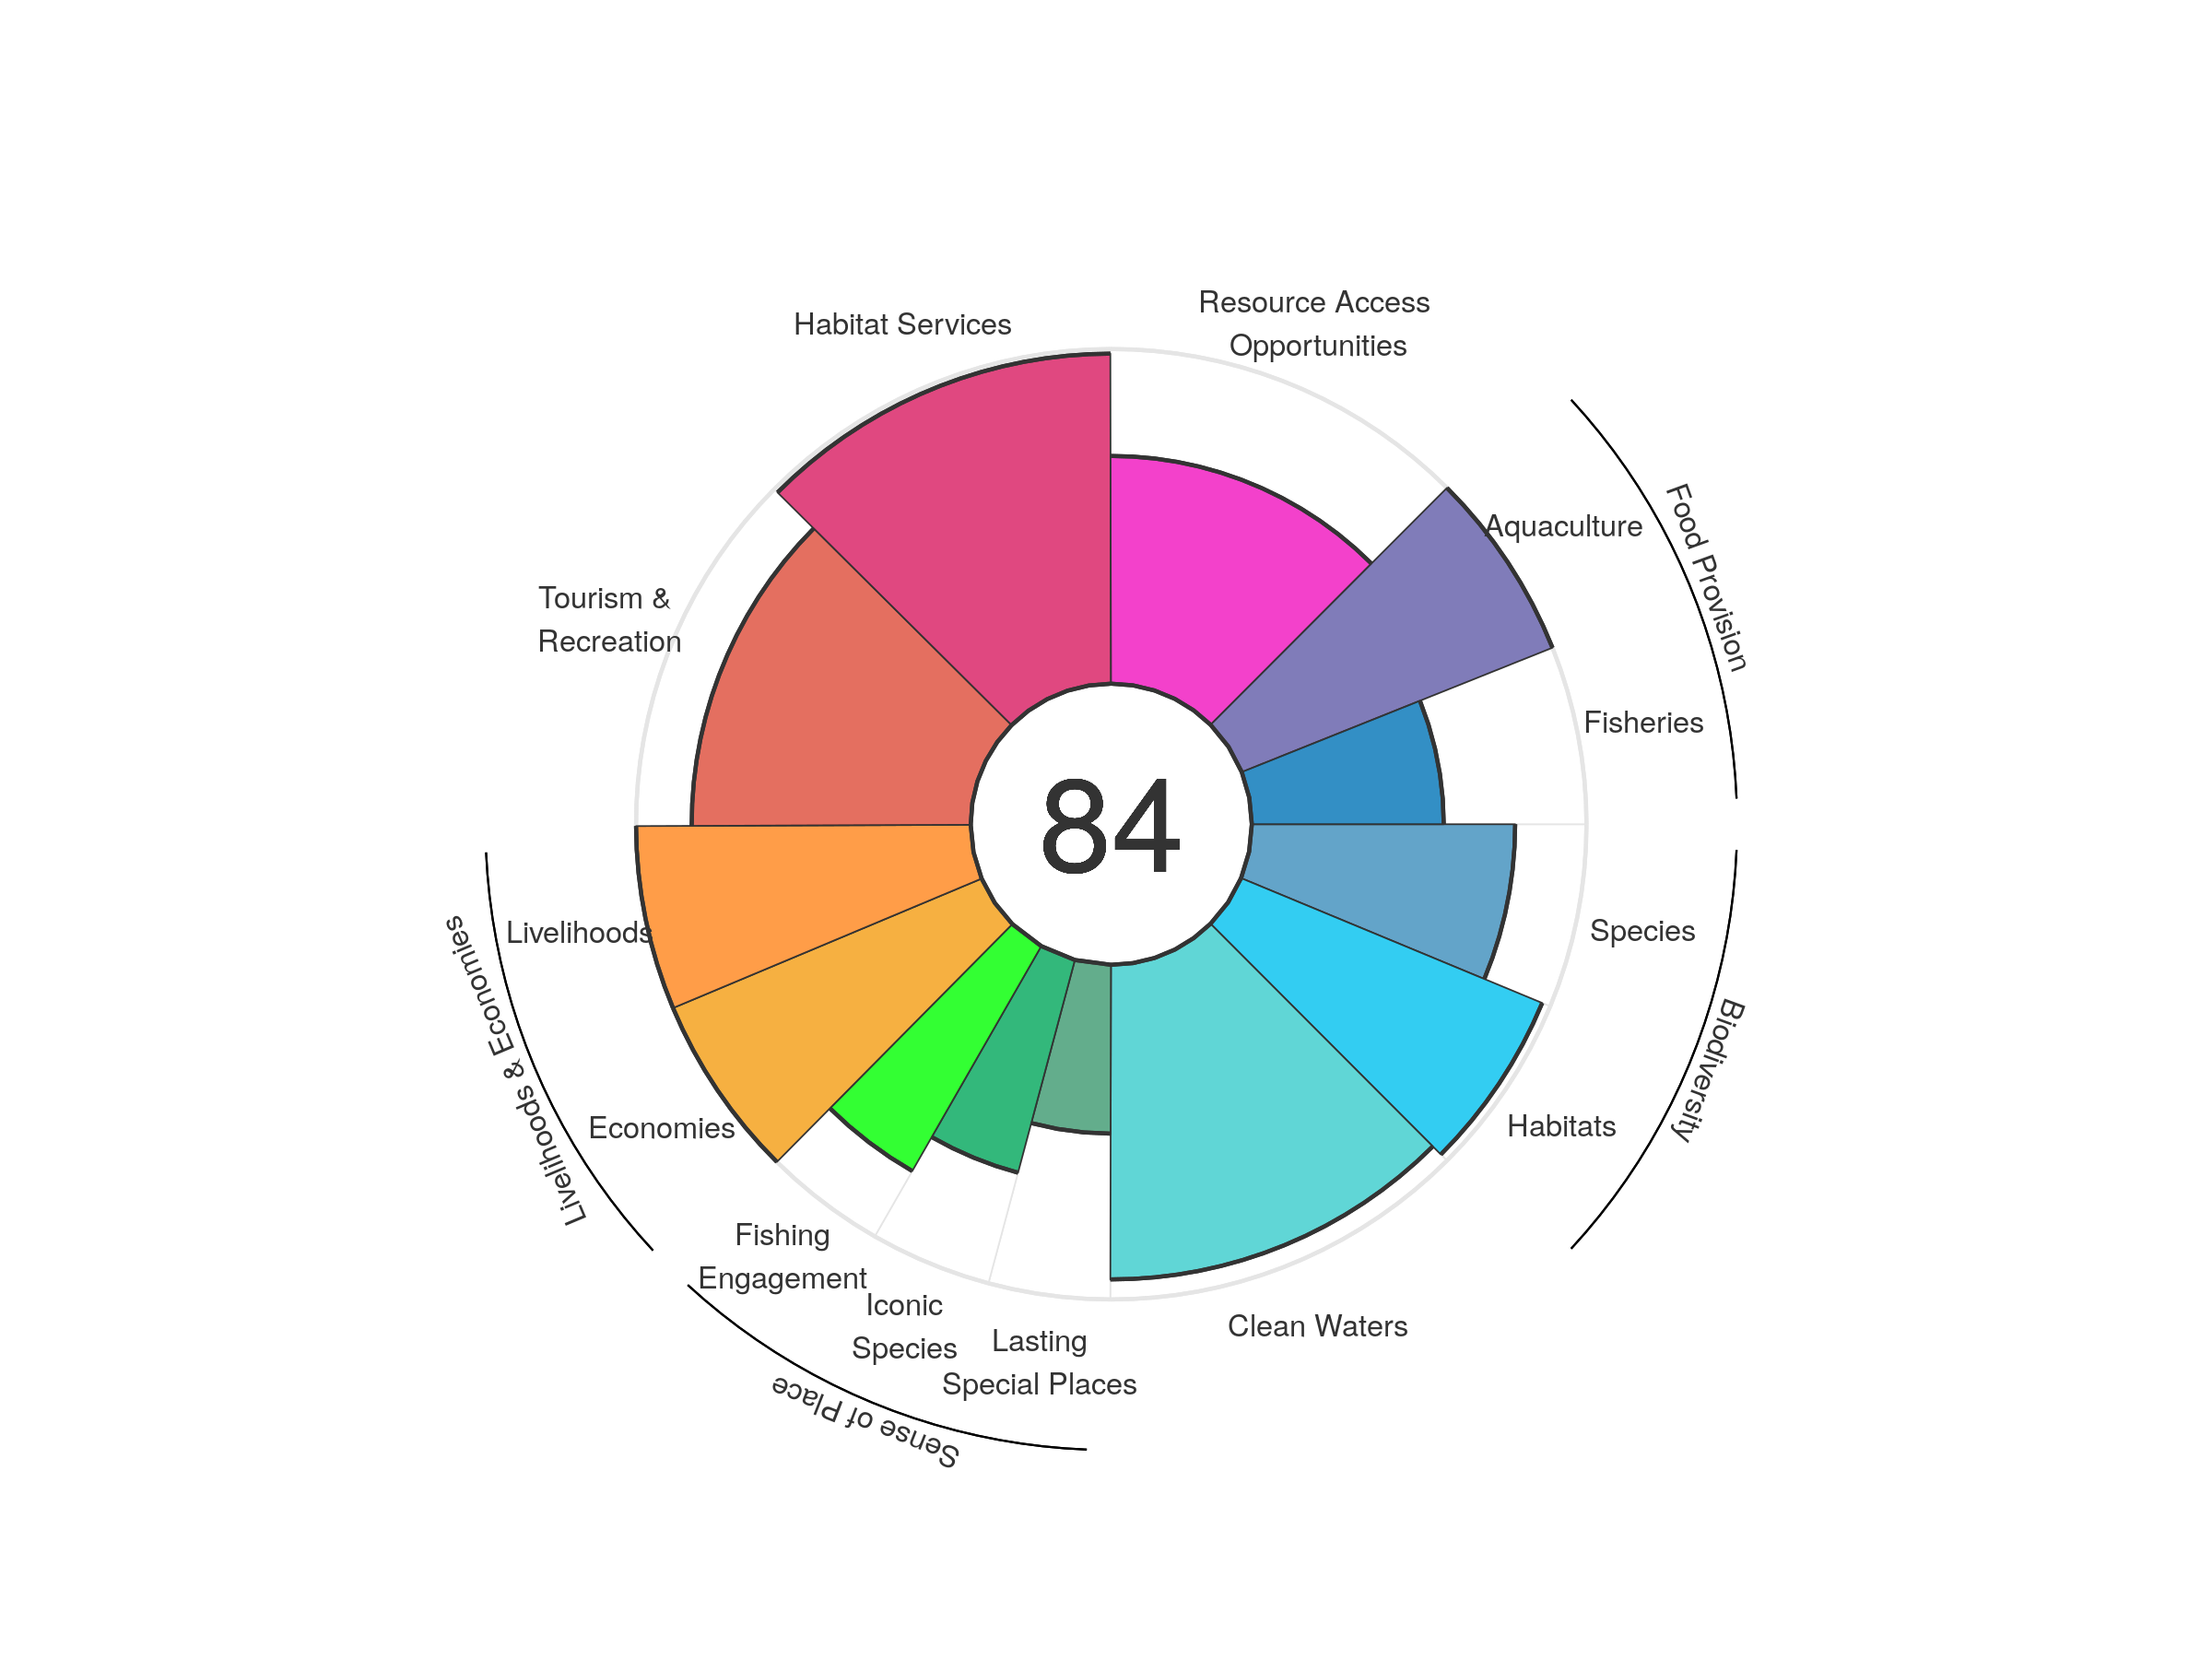 Resource Access
Opportunities
Habitat Services
Aquaculture
Food Provision
Tourism &
Recreation
Fisheries
84
Livelihoods
Species
Livelihoods & Economies
Biodiversity
Economies
Habitats
Fishing
Engagement
Iconic
Species
Lasting
Special Places
Clean Waters
Sense of Place